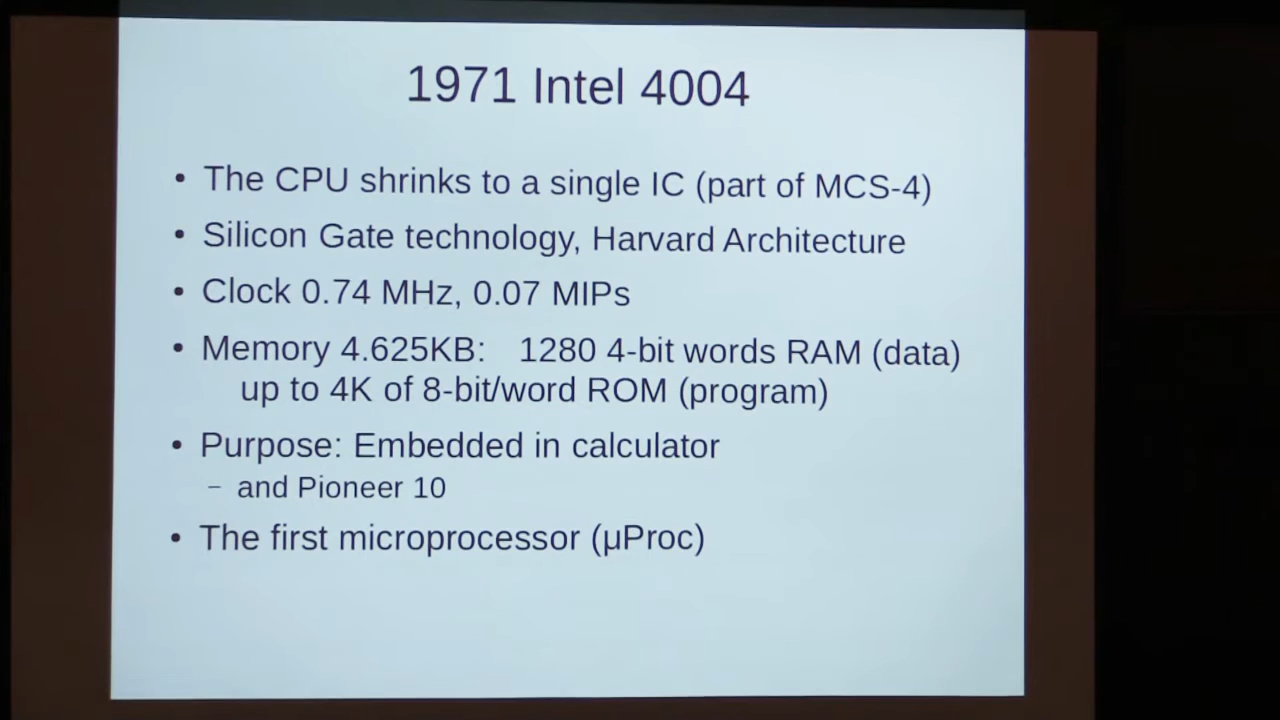 1971 Intel 4004
• The CPU shrinks to a single IC (part of MCS-4)
• Silicon Gate technology, Harvard Architecture
• Clock 0.74 MHz, 0.07 MIPs
• Memory 4.625KB: 1280 4-bit words RAM (data)
up to 4K of 8-bit/word ROM (program)
• Purpose: Embedded in calculator
– and Pioneer 10
• The first microprocessor (µProc)